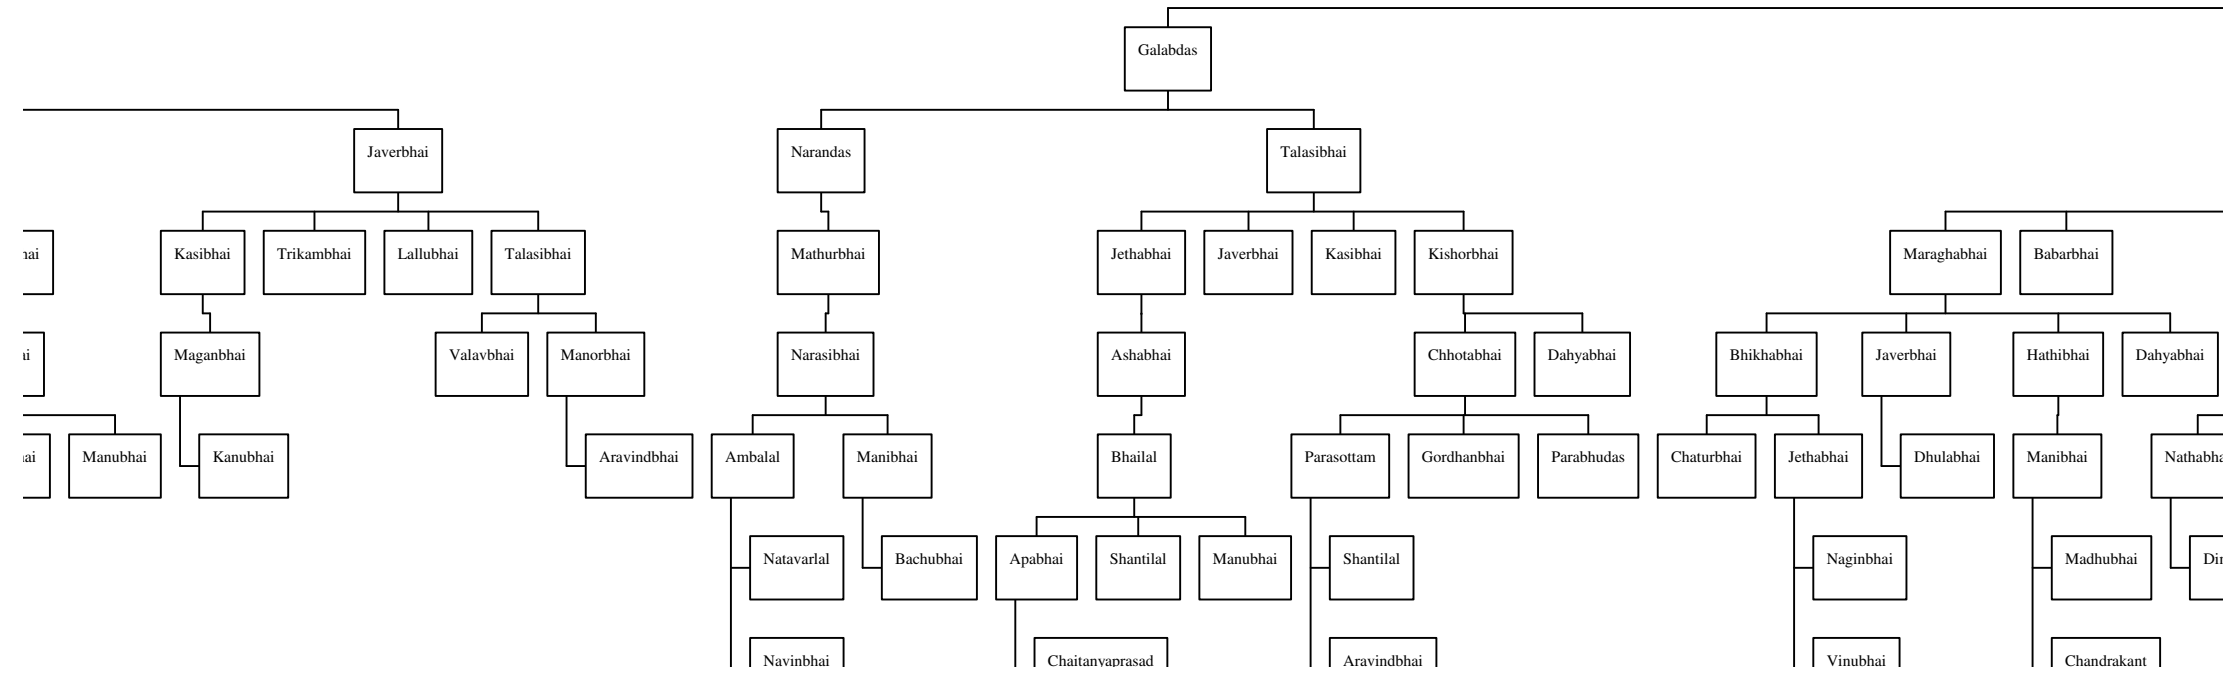 Galabdas
Javerbhai
Narandas
Talasibhai
Kasibhai
Trikambhai
Lallubhai
Talasibhai
Mathurbhai
Jethabhai
Javerbhai
Kasibhai
Kishorbhai
Maraghabhai
Babarbhai
Maganbhai
Valavbhai
Manorbhai
Narasibhai
Ashabhai
Chhotabhai
Dahyabhai
Bhikhabhai
Javerbhai
Hathibhai
Dahyabhai
Manubhai
Kanubhai
Aravindbhai
Ambalal
Manibhai
Bhailal
Parasottam
Gordhanbhai
Parabhudas
Chaturbhai
Jethabhai
Dhulabhai
Manibhai
Natavarlal
Bachubhai
Apabhai
Shantilal
Manubhai
Shantilal
Naginbhai
Madhubhai
Navinbhai
Chaitanyaprasad
Aravindbhai
Vinubhai
Chandrakant